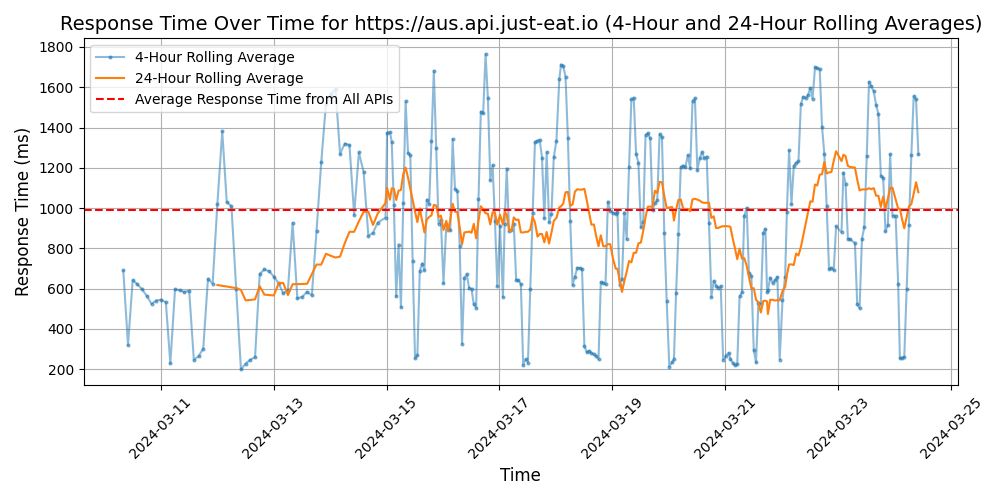 Response Time Over Time for https://aus.api.just-eat.io (4-Hour and 24-Hour Rolling Averages)
4-Hour Rolling Average
24-Hour Rolling Average
Average Response Time from All APIs
Response Time (ms)
1800
1600
1400
1200
1000
800
600
400
200
2024-03-11
2024-03-13
2024-03-15
2024-03-17
2024-03-19
2024-03-21
2024-03-23
2024-03-25
Time